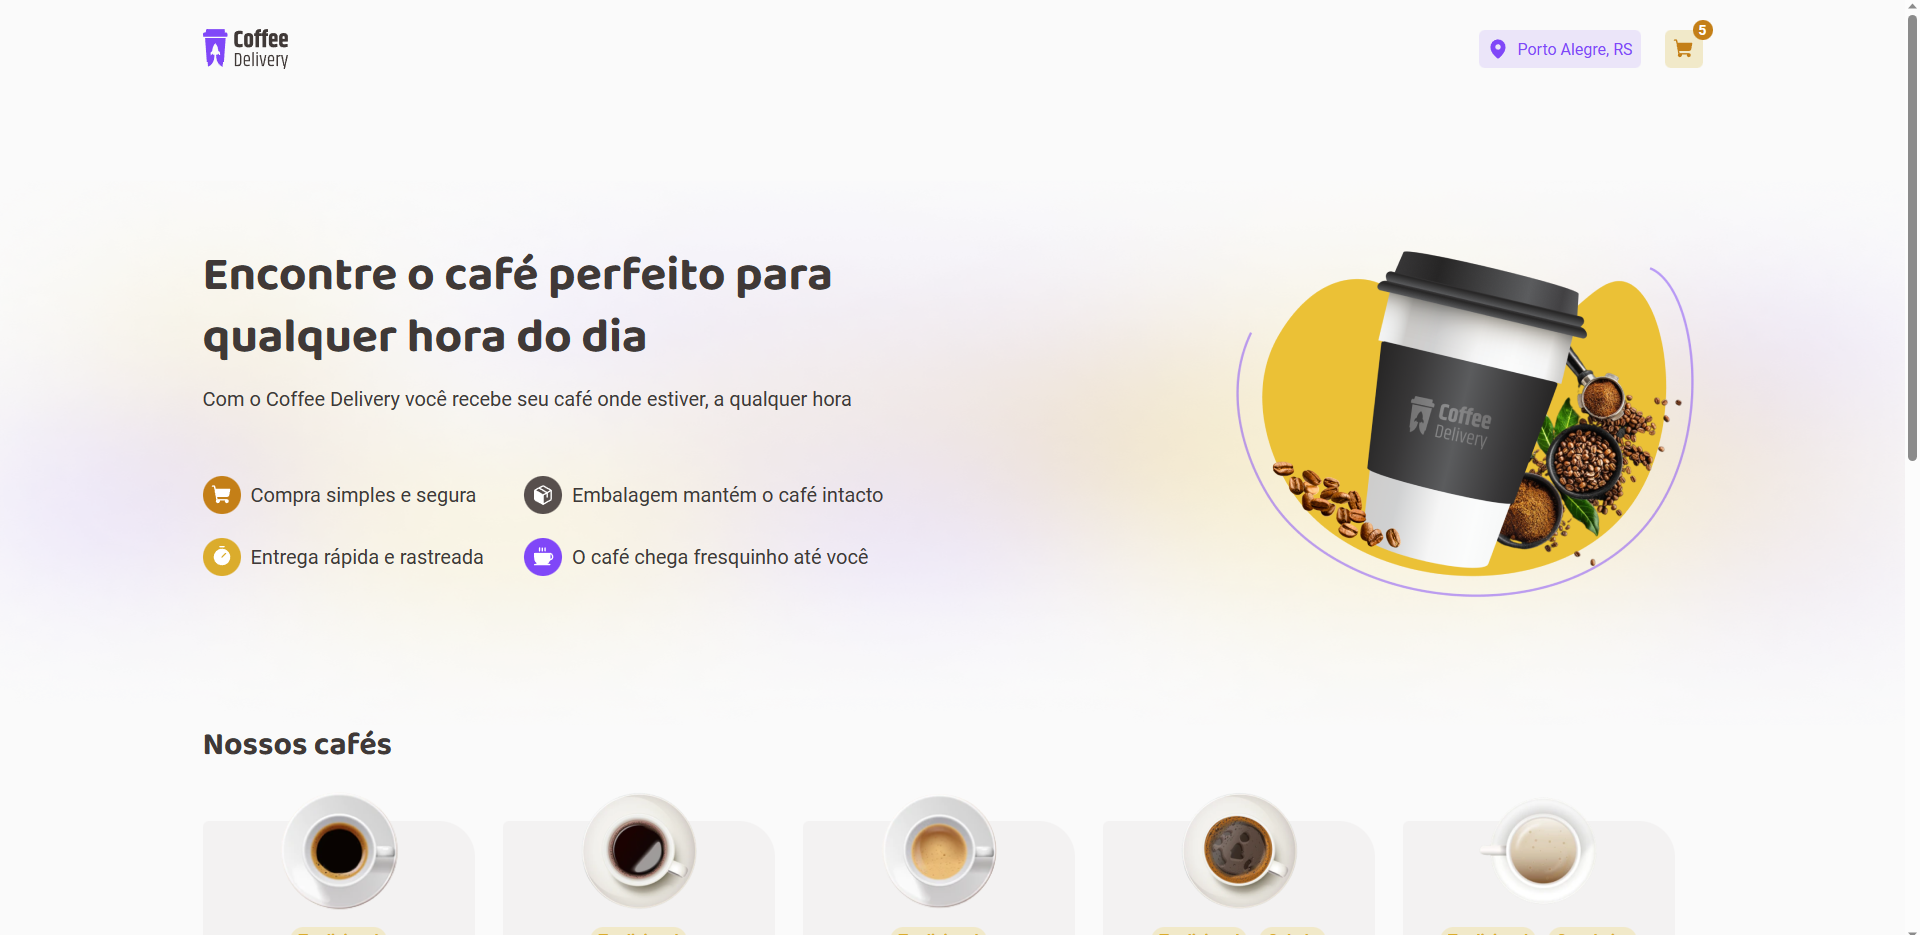 Coffee
Delivery
Porto Alegre, RS
5
Encontre o café perfeito para
qualquer hora do dia
Com o Coffee Delivery você recebe seu café onde estiver, a qualquer hora
Compra simples e segura
Embalagem mantém o café intacto
Entrega rápida e rastreada
O café chega fresquinho até você
Coffee
Delivery
Nossos cafés